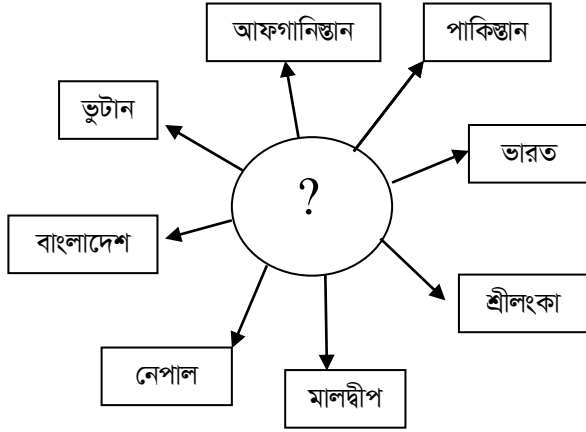 আফগানিস্তান
পাকিস্তান
ভুটান
ভারত
?
বাংলাদেশ
শ্রীলংকা
নেপাল
মালদ্বীপ